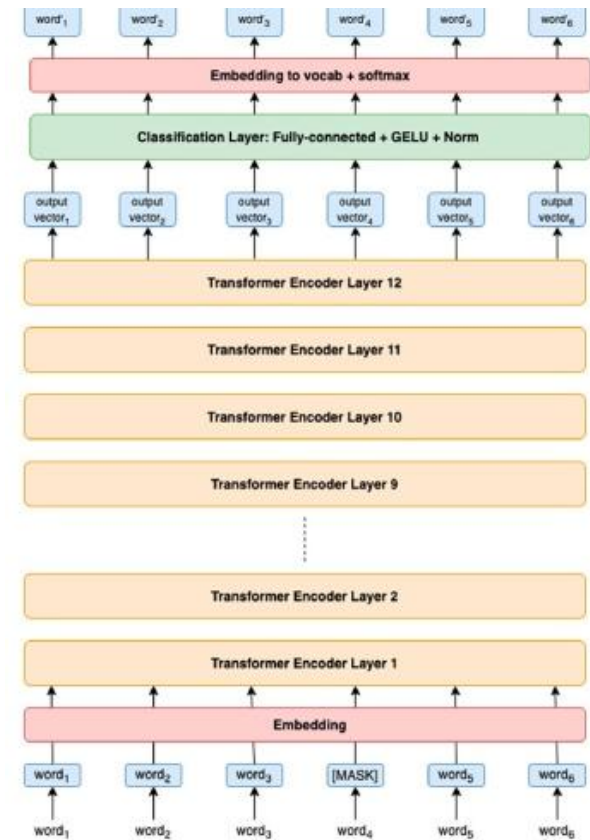 word'₁ word'₂ word'₃ word'₄ word'₅ word'₆
Embedding to vocab + softmax
Classification Layer: Fully-connected + GELU + Norm
output output output output output output
vector₁ vector₂ vector₃ vector₄ vector₅ vector₆
Transformer Encoder Layer 12
Transformer Encoder Layer 11
Transformer Encoder Layer 10
Transformer Encoder Layer 9
Transformer Encoder Layer 2
Transformer Encoder Layer 1
Embedding
word₁ word₂ word₃ [MASK] word₅ word₆
word₁ word₂ word₃ word₄ word₅ word₆